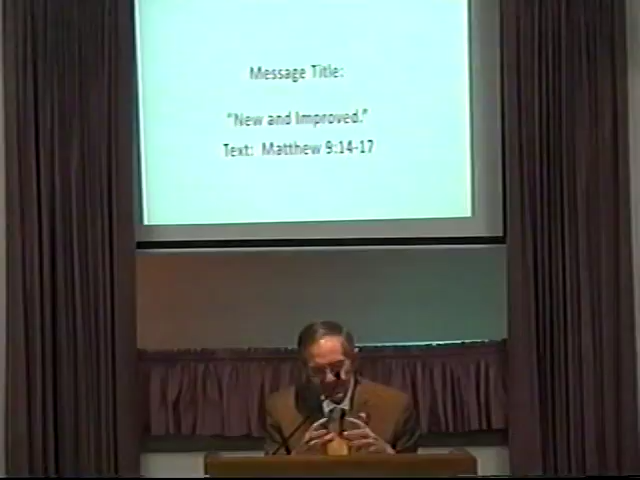 Message Title:
"New and Improved."
Text: Matthew 9:14-17